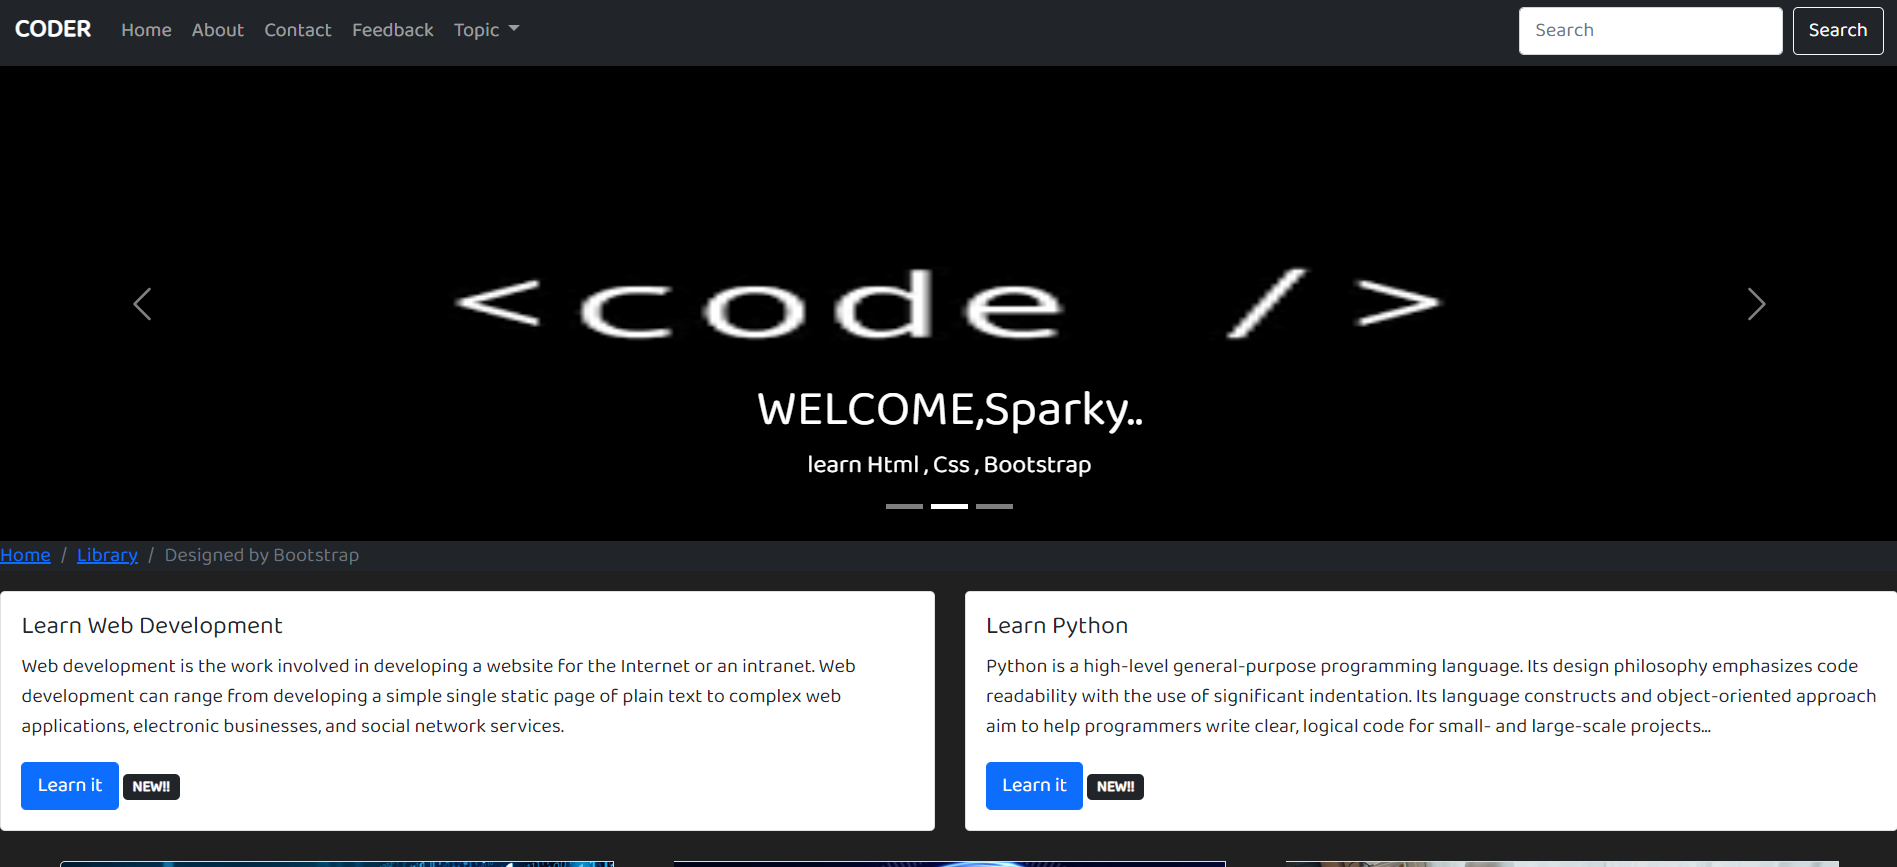 CODER Home About Contact Feedback Topic Search Search
<code />
WELCOME,Sparky..
learn Html , Css , Bootstrap
Home / Library / Designed by Bootstrap
Learn Web Development
Web development is the work involved in developing a website for the Internet or an intranet. Web
development can range from developing a simple single static page of plain text to complex web
applications, electronic businesses, and social network services.
Learn it NEW!!
Learn Python
Python is a high-level general-purpose programming language. Its design philosophy emphasizes code
readability with the use of significant indentation. Its language constructs and object-oriented approach
aim to help programmers write clear, logical code for small- and large-scale projects...
Learn it NEW!!